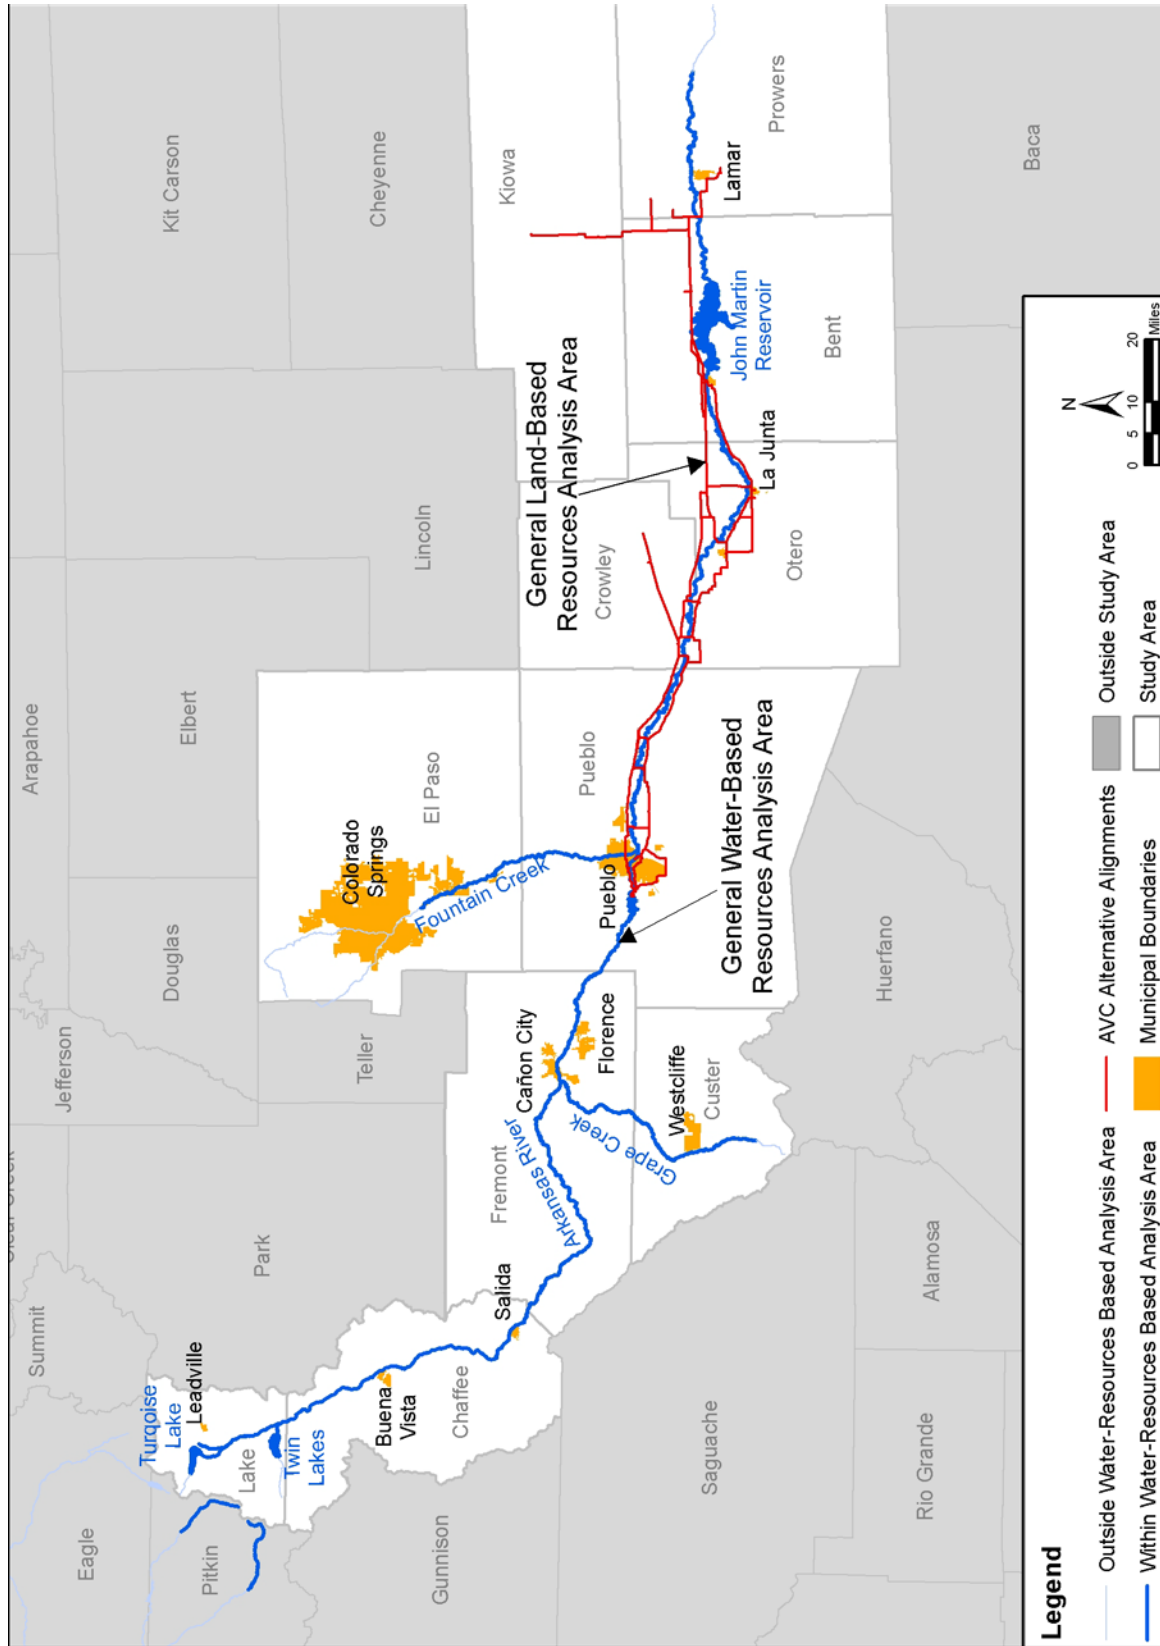 Eagle
Summit
Jefferson
Arapahoe
Turqoise
Lake
Leadville
Pitkin
Lake
Twin
Lakes
Park
Douglas
Elbert
Kit Carson
Teller
Colorado
Springs
El Paso
Fountain Creek
Lincoln
Cheyenne
Gunnison
Buena
Vista
Chaffee
Salida
Fremont
Arkansas River
Cañon City
Florence
Grape Creek
Westcliffe
Custer
Pueblo
Pueblo
General Water-Based
Resources Analysis Area
General Land-Based
Resources Analysis Area
Crowley
Kiowa
Otero
La Junta
John Martin
Reservoir
Bent
Lamar
Prowers
Saguache
Alamosa
Rio Grande
Huerfano
Baca
Legend
Outside Water-Resources Based Analysis Area
AVC Alternative Alignments
Outside Study Area
Within Water-Resources Based Analysis Area
Municipal Boundaries
Study Area
N
0 5 10 20
Miles